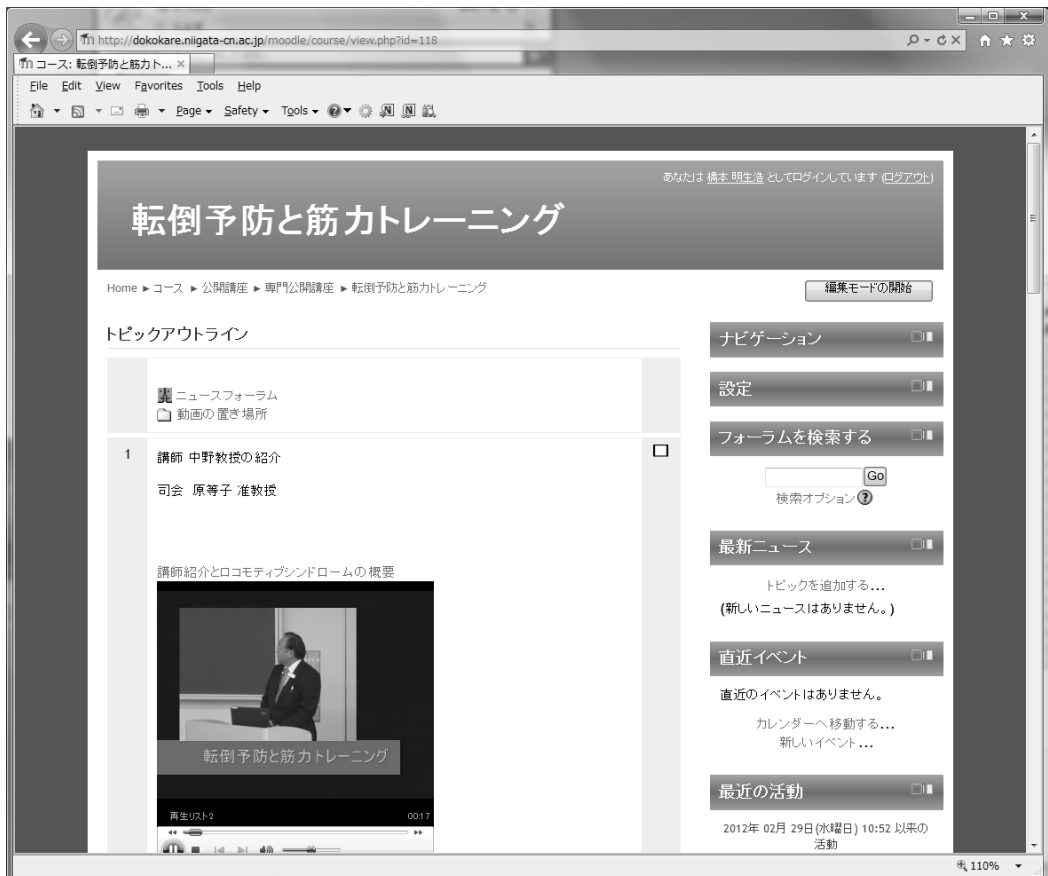 http://dokokare.niigata-cn.ac.jp/moodle/course/view.php?id=118
コース: 転倒予防と筋力ト...
File Edit View Favorites Tools Help
Page Safety Tools
あなたは 橋本 明生浩 としてログインしています (ログアウト)
転倒予防と筋力トレーニング
Home ► コース ► 公開講座 ► 専門公開講座 ► 転倒予防と筋力トレーニング
編集モードの開始
トピックアウトライン
ニュースフォーラム
動画の置き場所
1
講師 中野教授の紹介
司会 原等子 准教授
講師紹介とロコモティブシンドロームの概要
転倒予防と筋力トレーニング
再生リスト2 00:17
ナビゲーション
設定
フォーラムを検索する
Go
検索オプション
最新ニュース
トピックを追加する...
(新しいニュースはありません。)
直近イベント
直近のイベントはありません。
カレンダーへ移動する...
新しいイベント...
最近の活動
2012年 02月 29日(水曜日) 10:52 以来の
活動
110%